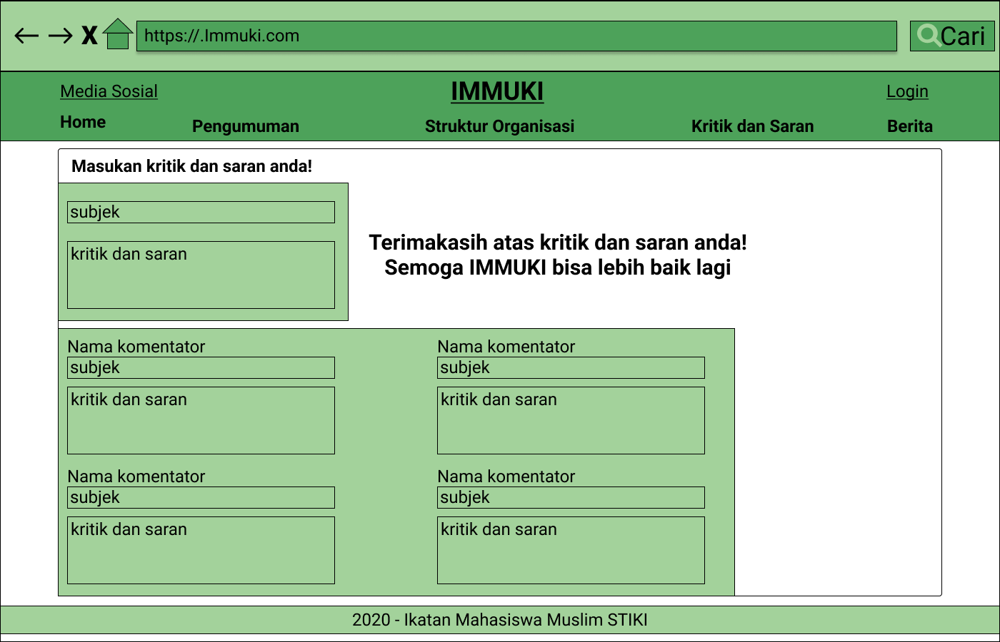 X
https://.Immuki.com
Cari
Media Sosial
IMMUKI
Login
Home
Pengumuman
Struktur Organisasi
Kritik dan Saran
Berita
Masukan kritik dan saran anda!
subjek
kritik dan saran
Terimakasih atas kritik dan saran anda!
Semoga IMMUKI bisa lebih baik lagi
Nama komentator
subjek
kritik dan saran
Nama komentator
subjek
kritik dan saran
Nama komentator
subjek
kritik dan saran
Nama komentator
subjek
kritik dan saran
2020 - Ikatan Mahasiswa Muslim STIKI